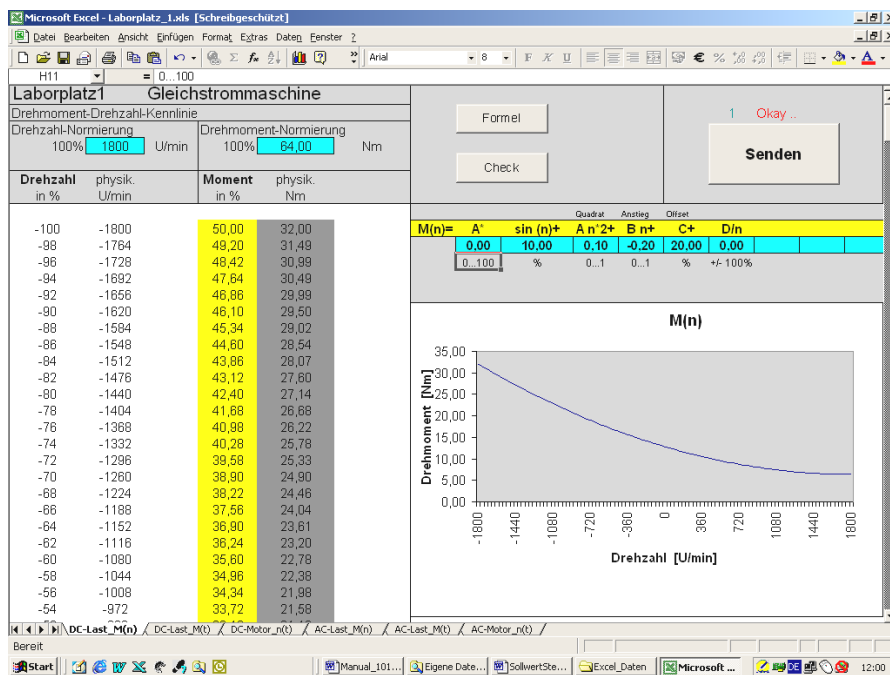 Microsoft Excel - Laborplatz_1.xls [Schreibgeschützt]
Datei Bearbeiten Ansicht Einfügen Format Extras Daten Fenster ?
Arial 8 F K U € % 000
H11 = 0...100
Laborplatz1 Gleichstrommaschine
Drehmoment-Drehzahl-Kennlinie
Drehzahl-Normierung Drehmoment-Normierung
100% 1800 U/min 100% 64,00 Nm
Drehzahl physik. Moment physik.
in % U/min in % Nm
Formel
Check
1 Okay ..
Senden
-100 -1800 50,00 32,00
-98 -1764 49,20 31,49
-96 -1728 48,42 30,99
-94 -1692 47,64 30,49
-92 -1656 46,86 29,99
-90 -1620 46,10 29,50
-88 -1584 45,34 29,02
-86 -1548 44,60 28,54
-84 -1512 43,86 28,07
-82 -1476 43,12 27,60
-80 -1440 42,40 27,14
-78 -1404 41,68 26,68
-76 -1368 40,98 26,22
-74 -1332 40,28 25,78
-72 -1296 39,58 25,33
-70 -1260 38,90 24,90
-68 -1224 38,22 24,46
-66 -1188 37,56 24,04
-64 -1152 36,90 23,61
-62 -1116 36,24 23,20
-60 -1080 35,60 22,78
-58 -1044 34,96 22,38
-56 -1008 34,34 21,98
-54 -972 33,72 21,58
Quadrat Anstieg Offset
M(n)= A* sin (n)+ A n^2+ B n+ C+ D/n
0,00 10,00 0,10 -0,20 20,00 0,00
0...100 % 0...1 0...1 % +/- 100%
M(n)
Drehmoment [Nm]
35,00
30,00
25,00
20,00
15,00
10,00
5,00
0,00
-1800 -1440 -1080 -720 -360 0 360 720 1080 1440 1800
Drehzahl [U/min]
DC-Last_M(n) DC-Last_M(t) DC-Motor_n(t) AC-Last_M(n) AC-Last_M(t) AC-Motor_n(t)
Bereit
Start Manual_101... Eigene Date... SollwertSte... Excel_Daten Microsoft ... DE 12:00